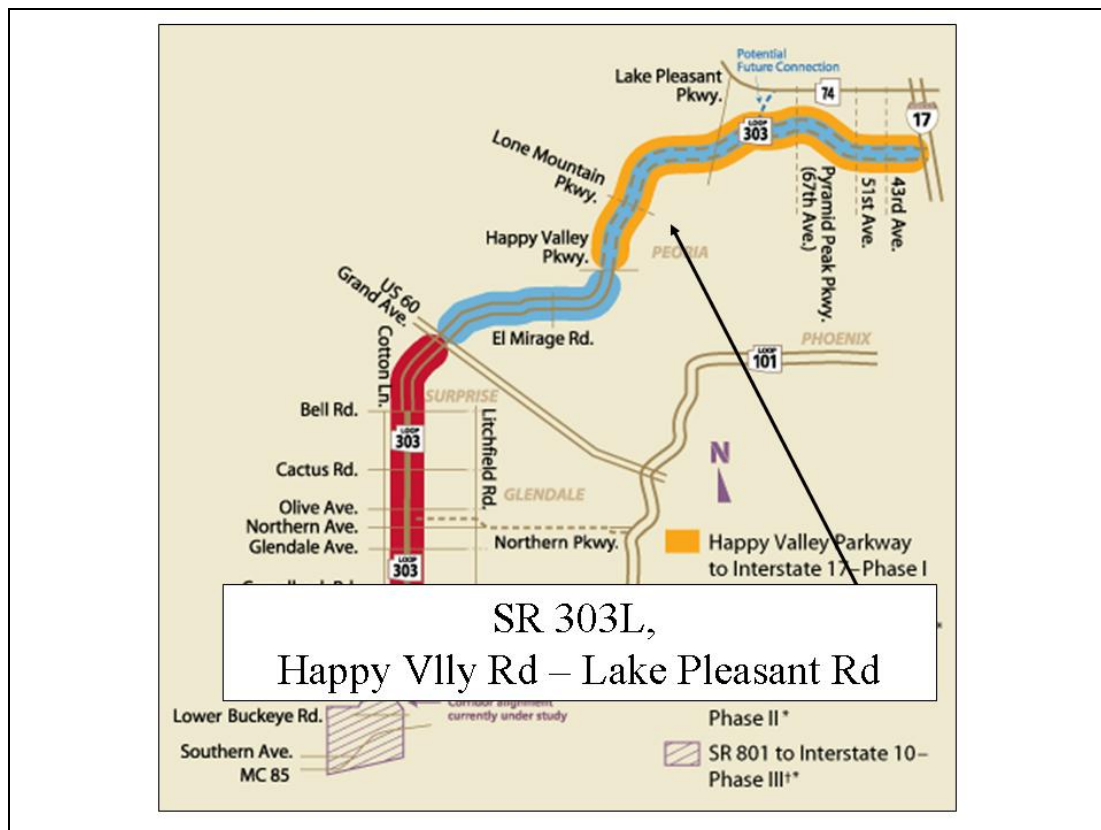 Potential
Future Connection
Lake Pleasant
Pkwy.
74
17
LOOP
303
Lone Mountain
Pkwy.
Pyramid Peak Pkwy.
(67th Ave.)
51st Ave.
43rd Ave.
Happy Valley
Pkwy.
PEORIA
US 60
Grand Ave.
El Mirage Rd.
PHOENIX
LOOP
101
Cotton Ln.
SURPRISE
Bell Rd.
LOOP
303
Litchfield Rd.
N
Cactus Rd.
GLENDALE
Olive Ave.
Northern Ave.
Northern Pkwy.
Glendale Ave.
LOOP
303
Happy Valley Parkway
to Interstate 17–Phase I
SR 303L,
Happy Vlly Rd – Lake Pleasant Rd
*
currently under study
Lower Buckeye Rd.
Southern Ave.
MC 85
Phase II*
SR 801 to Interstate 10–
Phase III†*